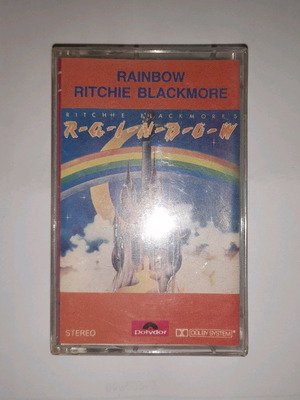 RAINBOW
RITCHIE BLACKMORE
RITCHIE BLACKMORE'S
R-A-I-N-B-O-W
STEREO
polydor
DOLBY SYSTEM